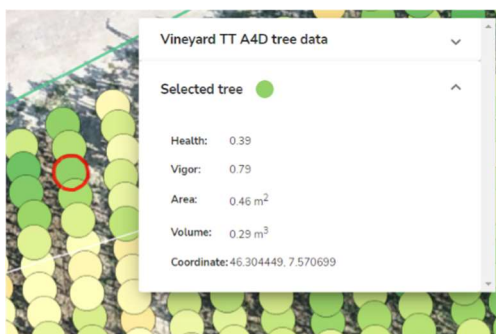 Vineyard TT A4D tree data
Selected tree
Health: 0.39
Vigor: 0.79
Area: 0.46 m²
Volume: 0.29 m³
Coordinate: 46.304449, 7.570699